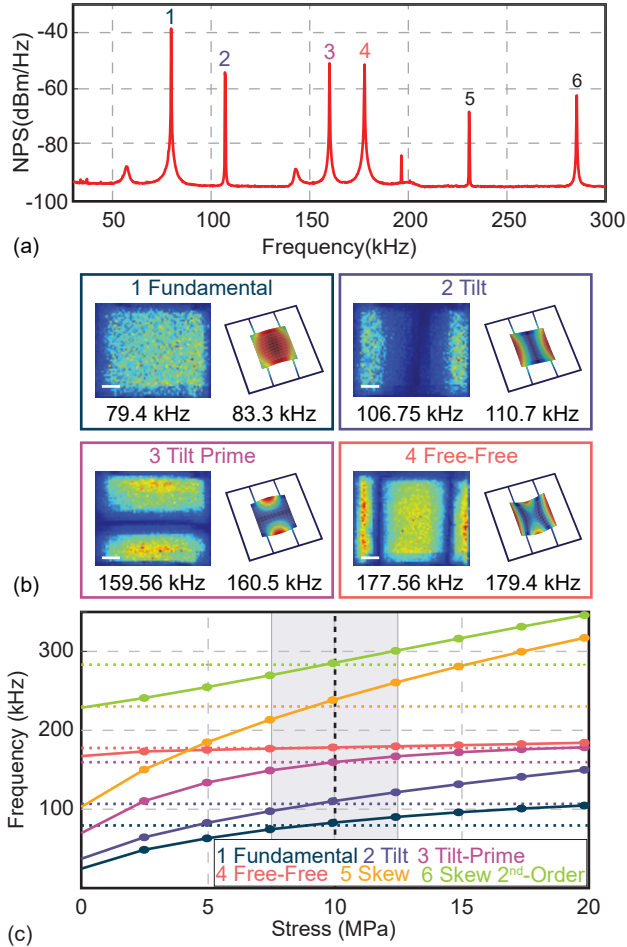 1
2
3
4
5
6
-40
-60
-80
-100
NPS(dBm/Hz)
50
100
150
200
250
300
Frequency(kHz)
(a)
1 Fundamental
79.4 kHz
83.3 kHz
2 Tilt
106.75 kHz
110.7 kHz
3 Tilt Prime
159.56 kHz
160.5 kHz
4 Free-Free
177.56 kHz
179.4 kHz
(b)
300
200
100
Frequency (kHz)
1 Fundamental 2 Tilt 3 Tilt-Prime
4 Free-Free 5 Skew 6 Skew 2nd-Order
0
5
10
15
20
Stress (MPa)
(c)